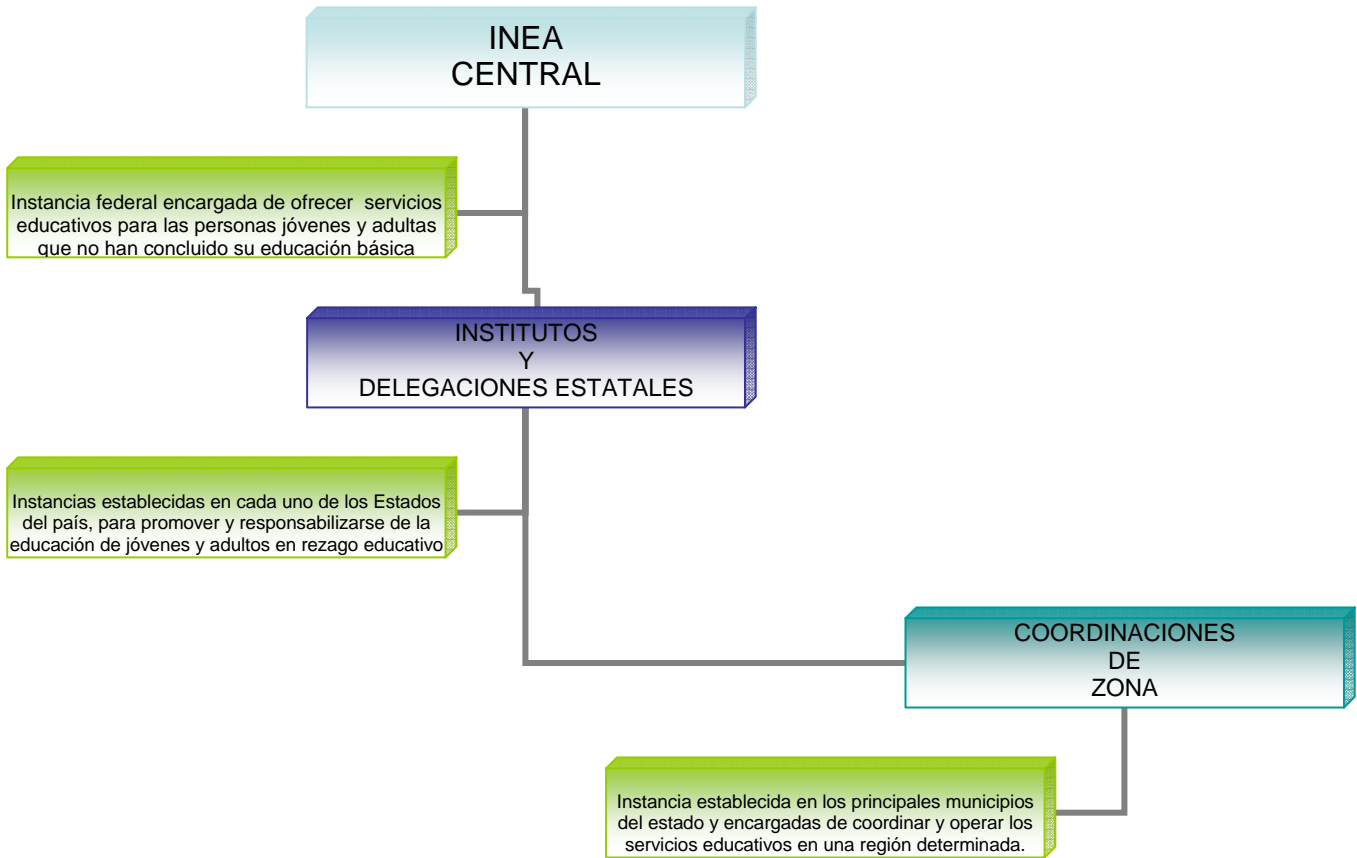 INEA
CENTRAL
Instancia federal encargada de ofrecer servicios
educativos para las personas jóvenes y adultas
que no han concluido su educación básica
INSTITUTOS
Y
DELEGACIONES ESTATALES
Instancias establecidas en cada uno de los Estados
del país, para promover y responsabilizarse de la
educación de jóvenes y adultos en rezago educativo
COORDINACIONES
DE
ZONA
Instancia establecida en los principales municipios
del estado y encargadas de coordinar y operar los
servicios educativos en una región determinada.